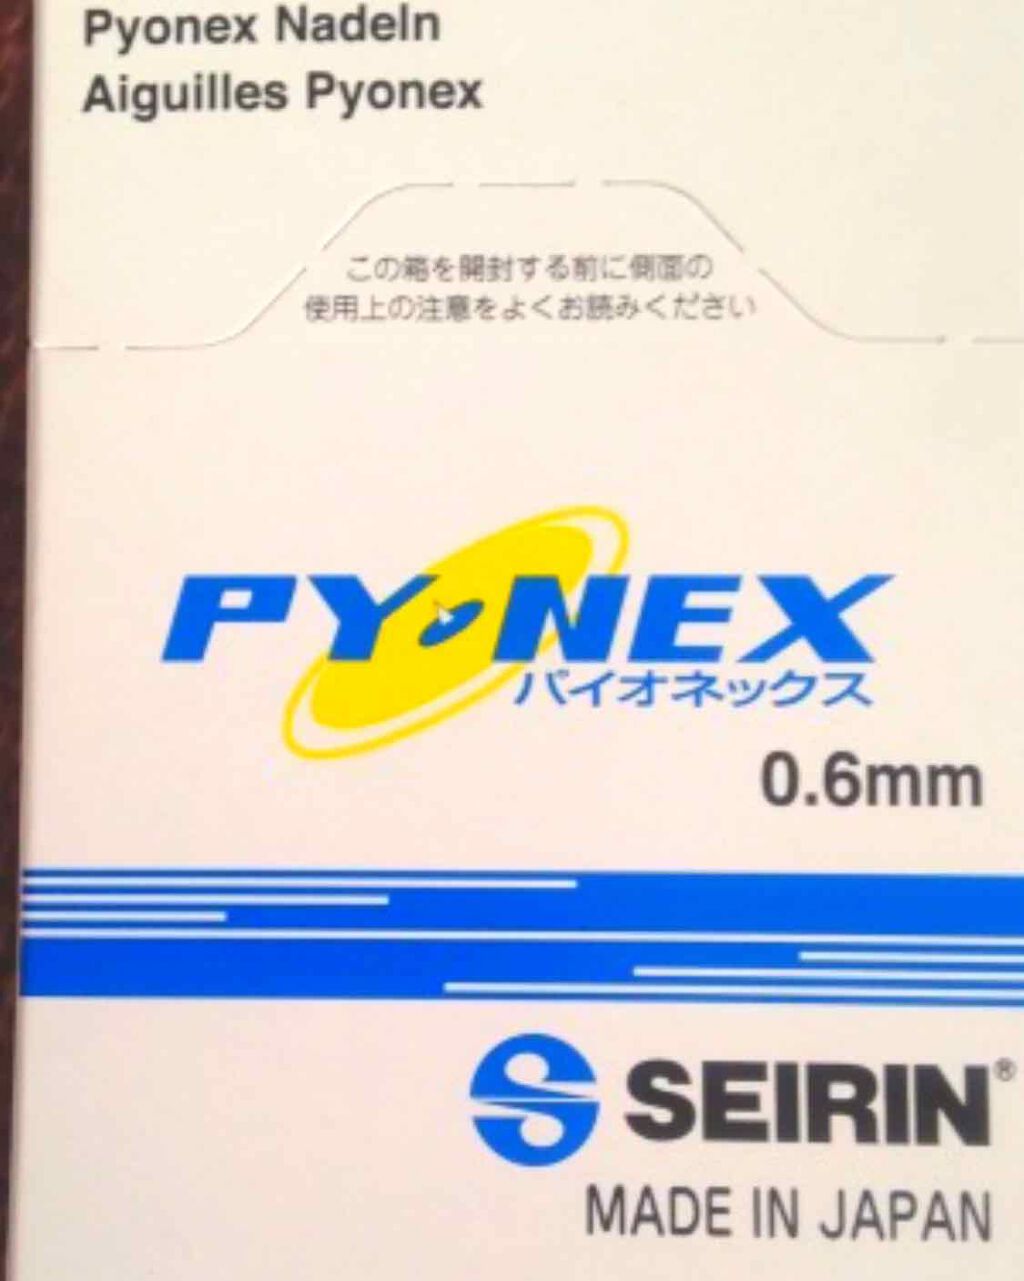 Pyonex Nadeln
Aiguilles Pyonex
この箱を開封する前に側面の
使用上の注意をよくお読みください
PYONEX
パイオネックス
0.6mm
SEIRIN®
MADE IN JAPAN